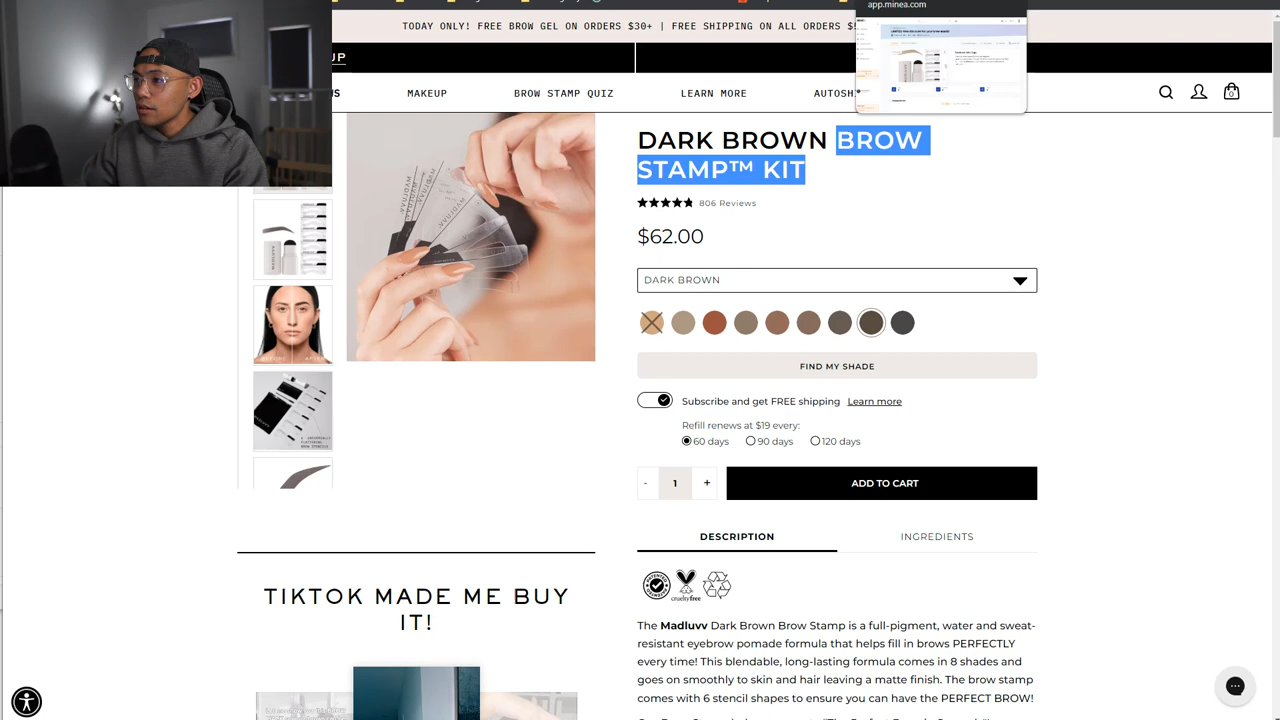 app.minea.com
TODAY ONLY! FREE BROW GEL ON ORDERS $30+ | FREE SHIPPING ON ALL ORDERS
UP
MAKEUP
BROW STAMP QUIZ
LEARN MORE
AUTOSH
0
DARK BROWN BROW
STAMP™ KIT
806 Reviews
$62.00
DARK BROWN
FIND MY SHADE
Subscribe and get FREE shipping Learn more
Refill renews at $19 every:
60 days
90 days
120 days
- 1 +
ADD TO CART
DESCRIPTION
INGREDIENTS
crueltyfree
TIKTOK MADE ME BUY
IT!
The Madluvv Dark Brown Brow Stamp is a full-pigment, water and sweat-
resistant eyebrow pomade formula that helps fill in brows PERFECTLY
every time! This blendable, long-lasting formula comes in 8 shades and
goes on smoothly to skin and hair leaving a matte finish. The brow stamp
comes with 6 stencil shapes to ensure you can have the PERFECT BROW!